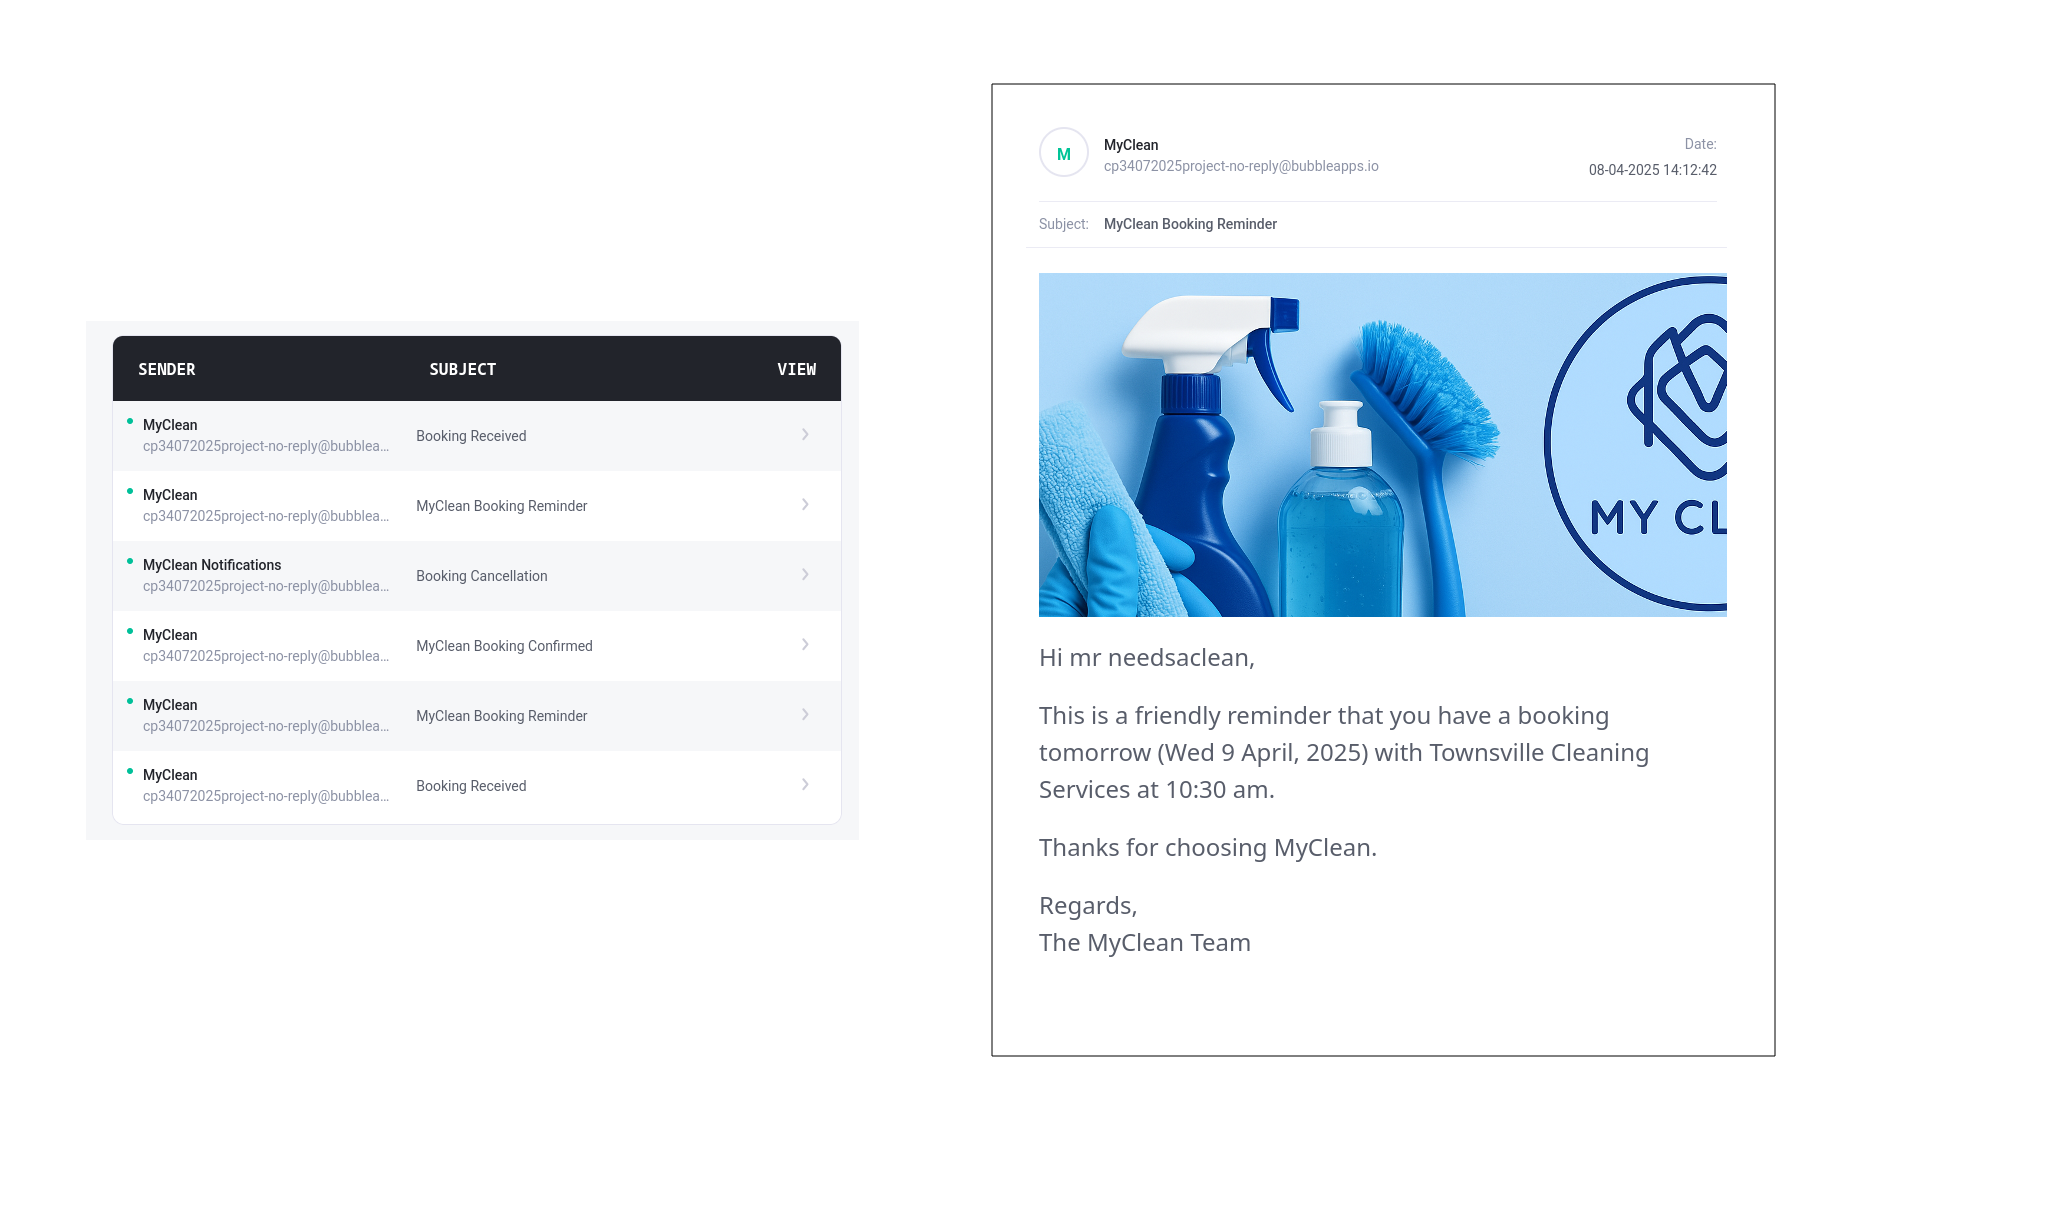 SENDER SUBJECT VIEW
MyClean
cp34072025project-no-reply@bubblea...
Booking Received
MyClean
cp34072025project-no-reply@bubblea...
MyClean Booking Reminder
MyClean Notifications
cp34072025project-no-reply@bubblea...
Booking Cancellation
MyClean
cp34072025project-no-reply@bubblea...
MyClean Booking Confirmed
MyClean
cp34072025project-no-reply@bubblea...
MyClean Booking Reminder
MyClean
cp34072025project-no-reply@bubblea...
Booking Received
M
MyClean
cp34072025project-no-reply@bubbleapps.io
Date:
08-04-2025 14:12:42
Subject: MyClean Booking Reminder
MY CL
Hi mr needsaclean,
This is a friendly reminder that you have a booking
tomorrow (Wed 9 April, 2025) with Townsville Cleaning
Services at 10:30 am.
Thanks for choosing MyClean.
Regards,
The MyClean Team